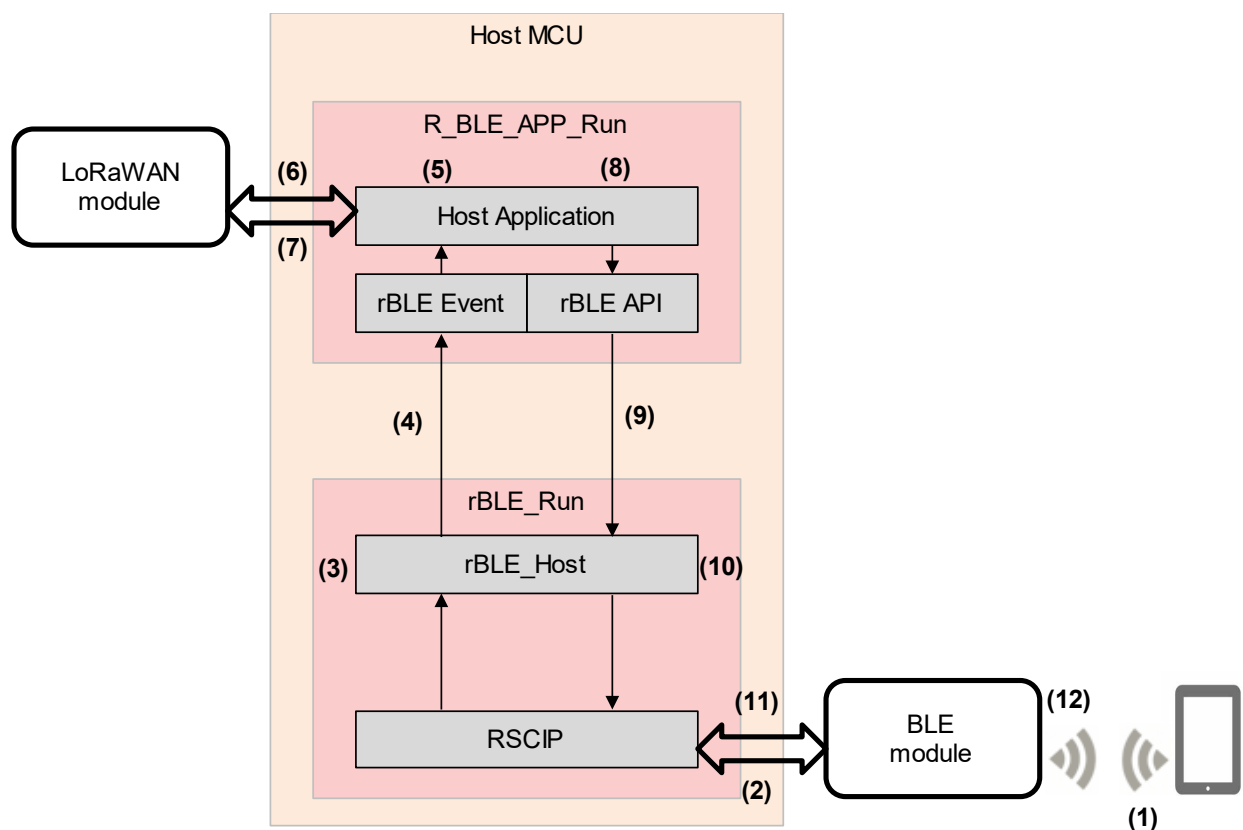 Host MCU
R_BLE_APP_Run
LoRaWAN
module
(6)
(5)
(8)
Host Application
(7)
rBLE Event
rBLE API
(4)
(9)
rBLE_Run
(3)
rBLE_Host
(10)
(11)
(12)
RSCIP
BLE
module
(2)
(1)